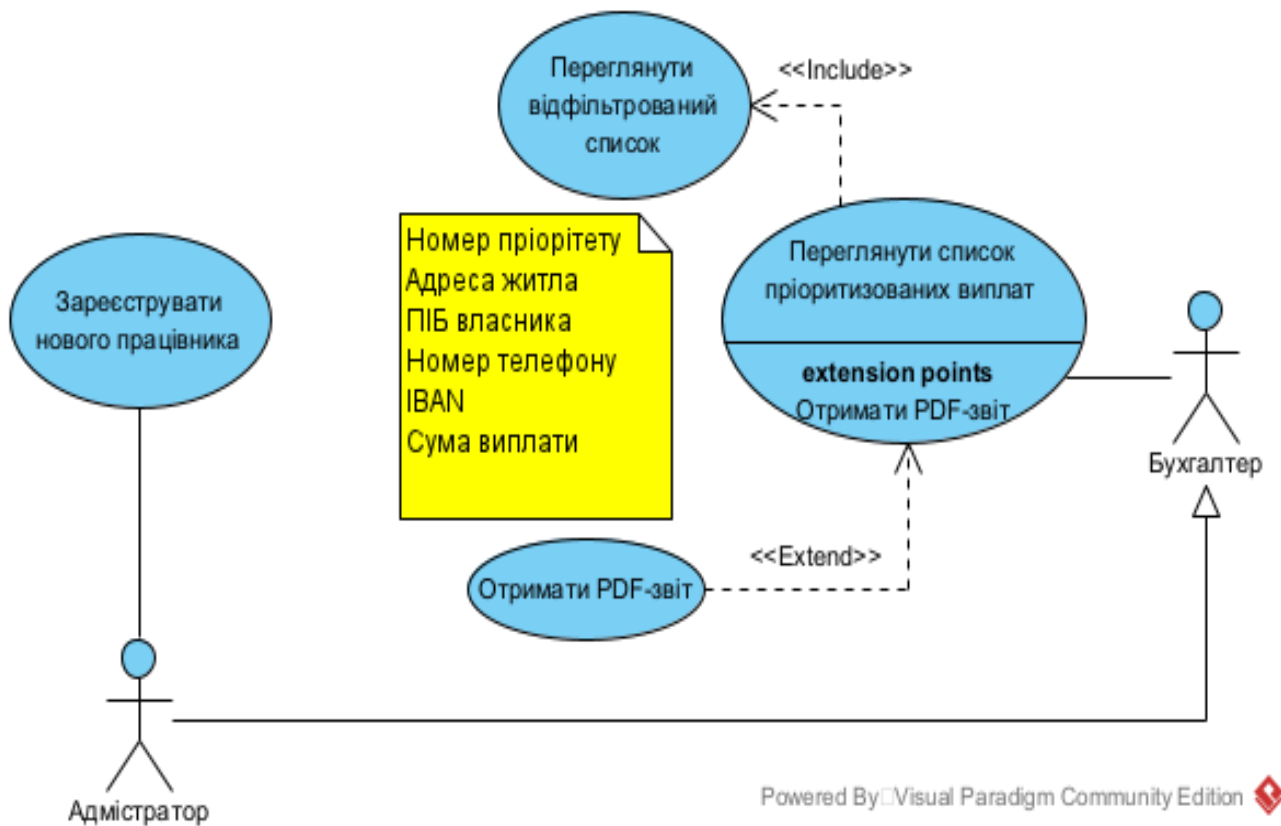 Переглянути
відфільтрований
список
<<Include>>
Номер пріорітету
Адреса житла
ПІБ власника
Номер телефону
IBAN
Сума виплати
Переглянути список
пріоритизованих виплат
extension points
Отримати PDF-звіт
Зареєструвати
нового працівника
Бухгалтер
<<Extend>>
Отримати PDF-звіт
Адмістратор
Powered By Visual Paradigm Community Edition